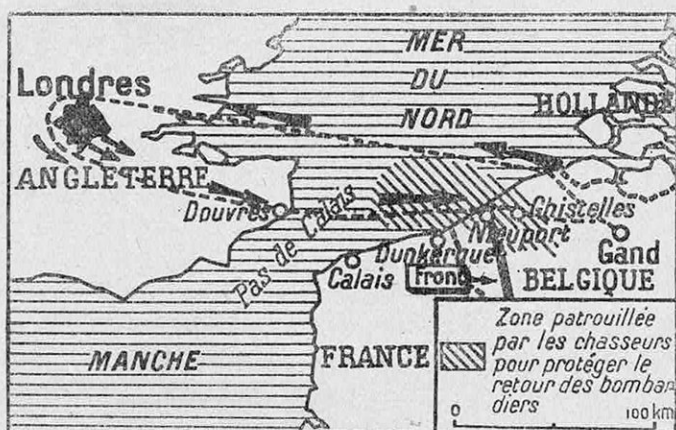 MER
DU
NORD
Londres
HOLLANDE
ANGLETERRE
Douvres
Pas de Calais
Ghistelles
Nieuport
Gand
Dunkerque
Calais
Front
BELGIQUE
MANCHE
FRANCE
Zone patrouillée
par les chasseurs
pour protéger le
retour des bombar
diers
0 100 km